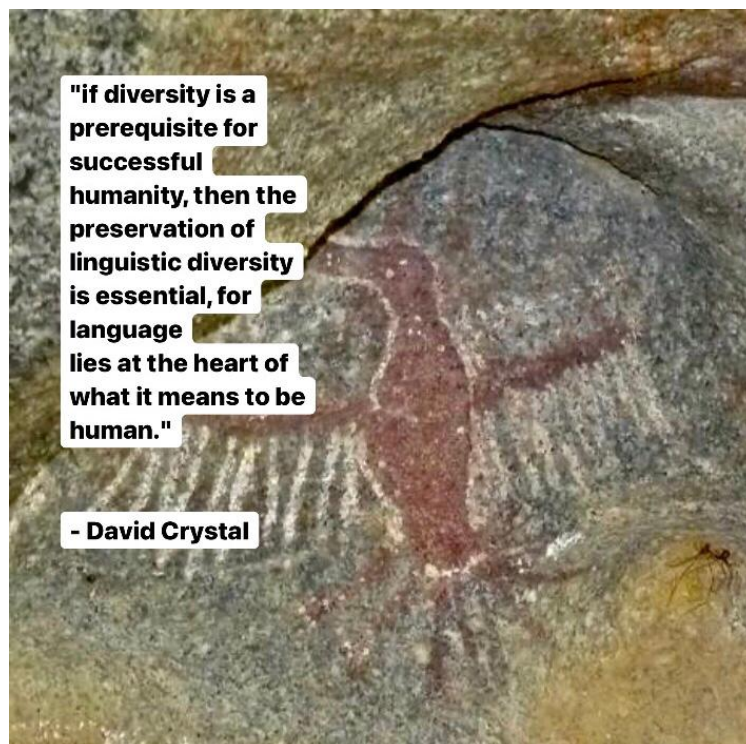 "if diversity is a
prerequisite for
successful
humanity, then the
preservation of
linguistic diversity
is essential, for
language
lies at the heart of
what it means to be
human."
- David Crystal